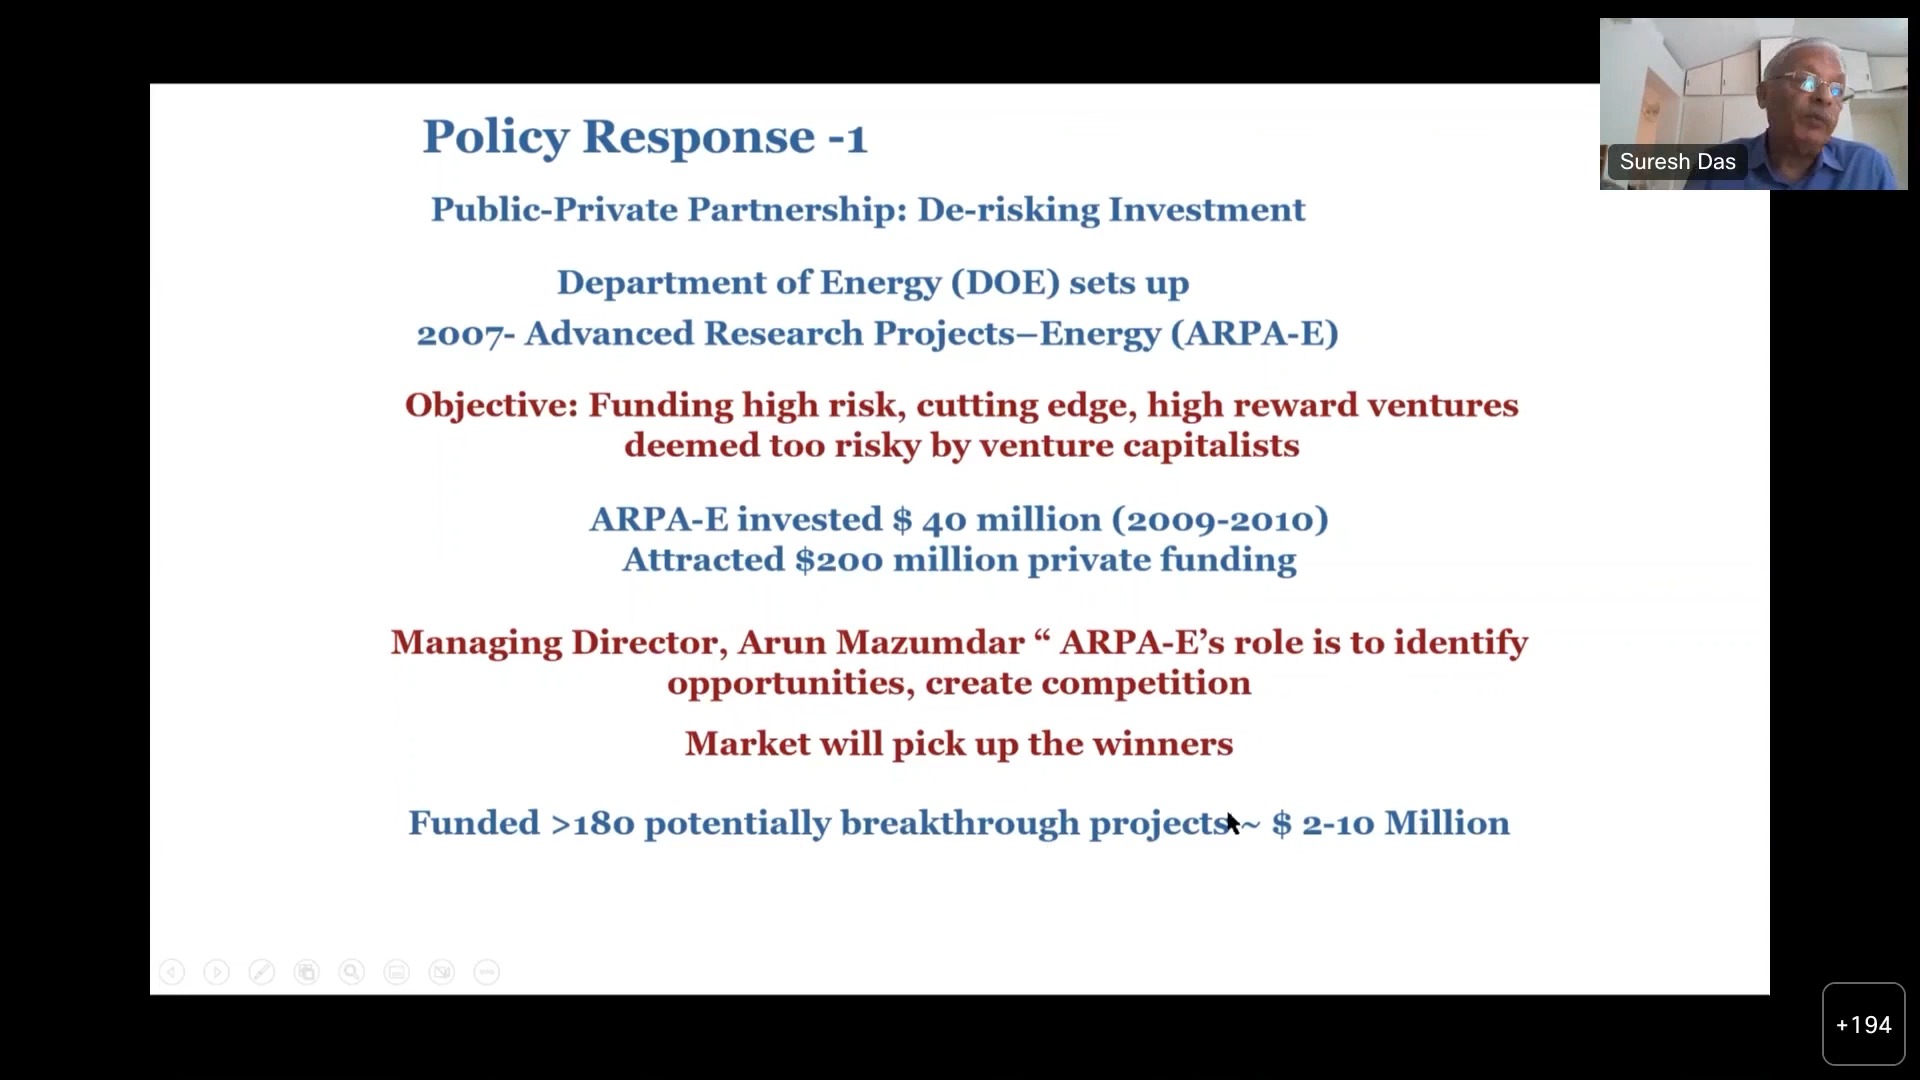 Policy Response -1
Public-Private Partnership: De-risking Investment
Department of Energy (DOE) sets up
2007- Advanced Research Projects–Energy (ARPA-E)
Objective: Funding high risk, cutting edge, high reward ventures
deemed too risky by venture capitalists
ARPA-E invested $ 40 million (2009-2010)
Attracted $200 million private funding
Managing Director, Arun Mazumdar “ ARPA-E’s role is to identify
opportunities, create competition
Market will pick up the winners
Funded >180 potentially breakthrough projects ~ $ 2-10 Million
Suresh Das
+194